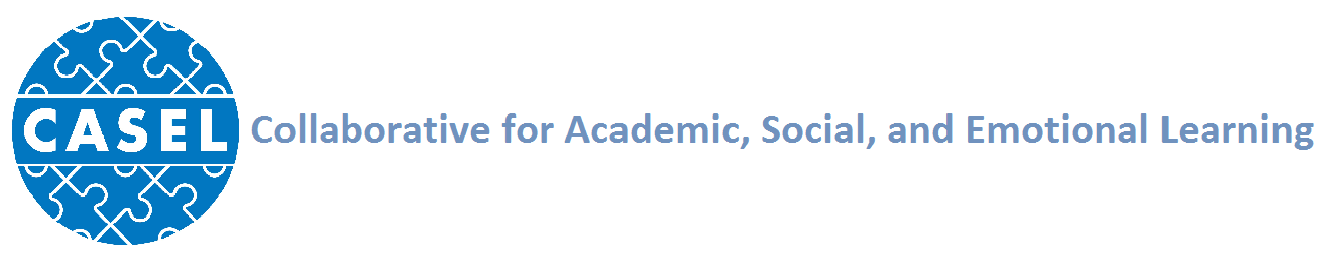 CASEL
Collaborative for Academic, Social, and Emotional Learning